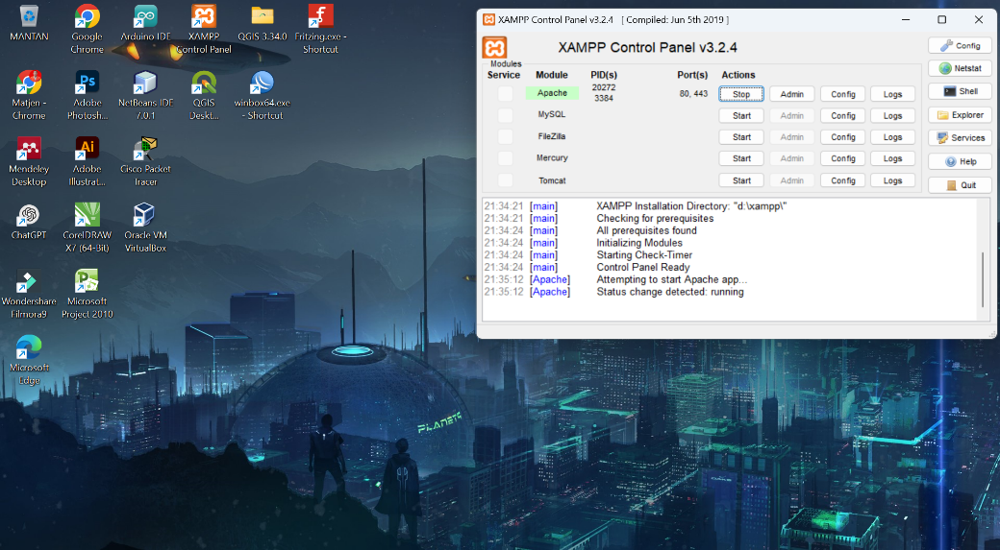 MANTAN
Google
Chrome
Arduino IDE
XAMPP
Control Panel
QGIS 3.34.0
Fritzing.exe -
Shortcut
Matjen -
Chrome
Adobe
Photosh...
NetBeans IDE
7.0.1
QGIS
Deskt...
winbox64.exe
- Shortcut
Mendeley
Desktop
Adobe
Illustrat...
Cisco Packet
Tracer
ChatGPT
CorelDRAW
X7 (64-Bit)
Oracle VM
VirtualBox
Wondershare
Filmora9
Microsoft
Project 2010
Microsoft
Edge
PLANETS
XAMPP Control Panel v3.2.4 [ Compiled: Jun 5th 2019 ]
XAMPP Control Panel v3.2.4
Config
Modules
Service Module PID(s) Port(s) Actions
Netstat
Apache 20272
3384 80, 443 Stop Admin Config Logs
Shell
MySQL Start Admin Config Logs
Explorer
FileZilla Start Admin Config Logs
Services
Mercury Start Admin Config Logs
Help
Tomcat Start Admin Config Logs
Quit
21:34:21 [main] XAMPP Installation Directory: "d:\xampp\"
21:34:21 [main] Checking for prerequisites
21:34:24 [main] All prerequisites found
21:34:24 [main] Initializing Modules
21:34:24 [main] Starting Check-Timer
21:34:24 [main] Control Panel Ready
21:35:12 [Apache] Attempting to start Apache app...
21:35:12 [Apache] Status change detected: running